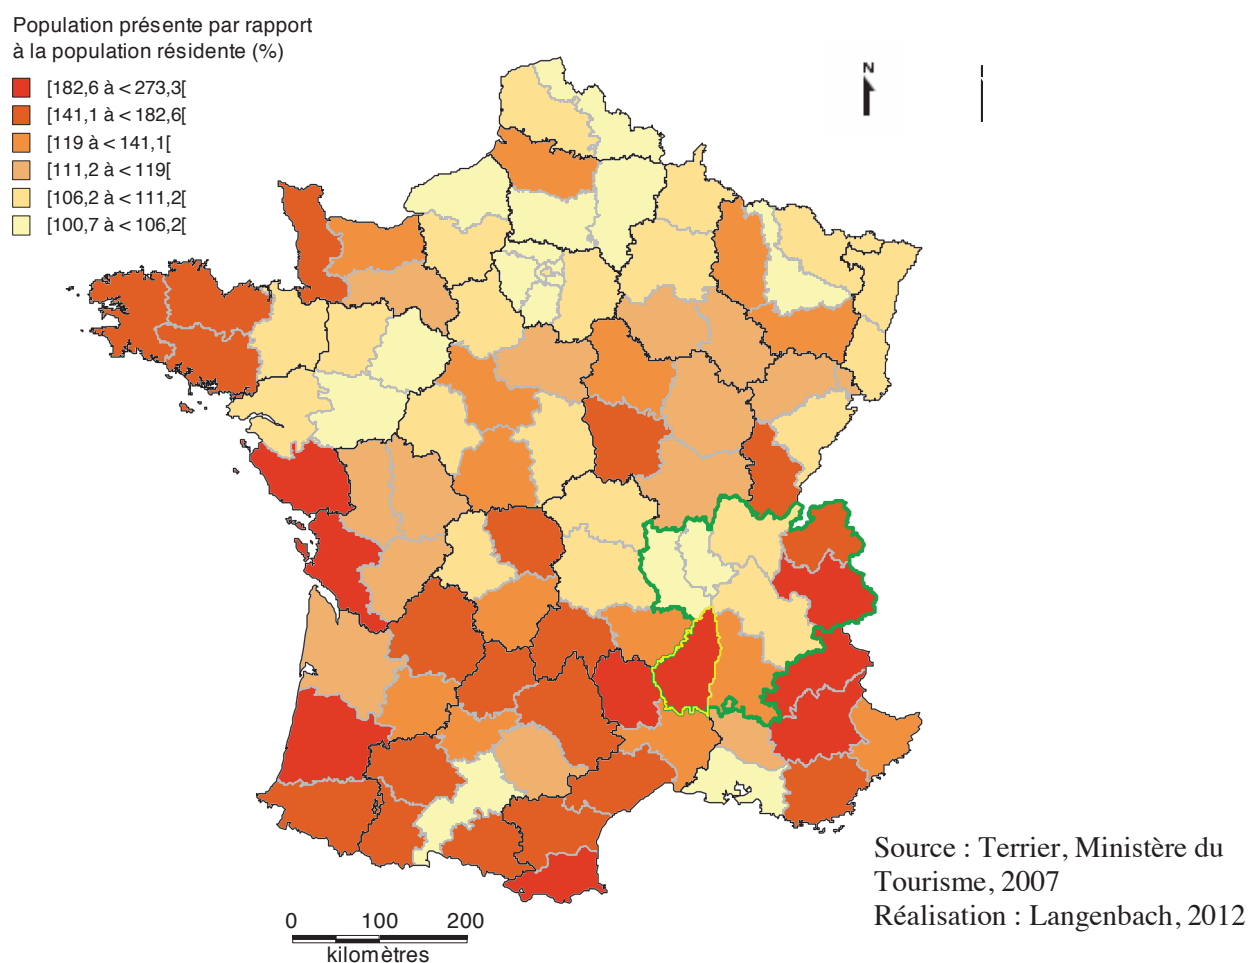 Population présente par rapport
à la population résidente (%)
[182,6 à < 273,3[
[141,1 à < 182,6[
[119 à < 141,1[
[111,2 à < 119[
[106,2 à < 111,2[
[100,7 à < 106,2[
N
Source : Terrier, Ministère du
Tourisme, 2007
Réalisation : Langenbach, 2012
0 100 200
kilomètres